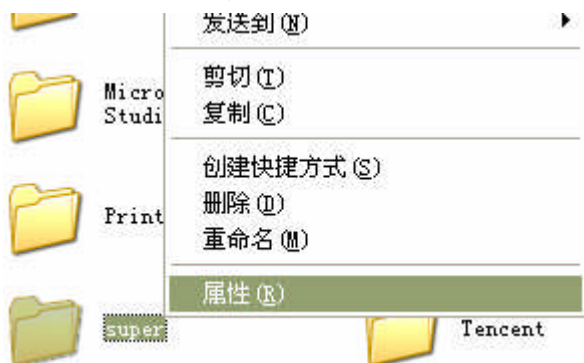 发送到(N)
剪切(T)
Micro
复制(C)
Studi
创建快捷方式(S)
删除(D)
Print
重命名(M)
属性(R)
super
Tencent